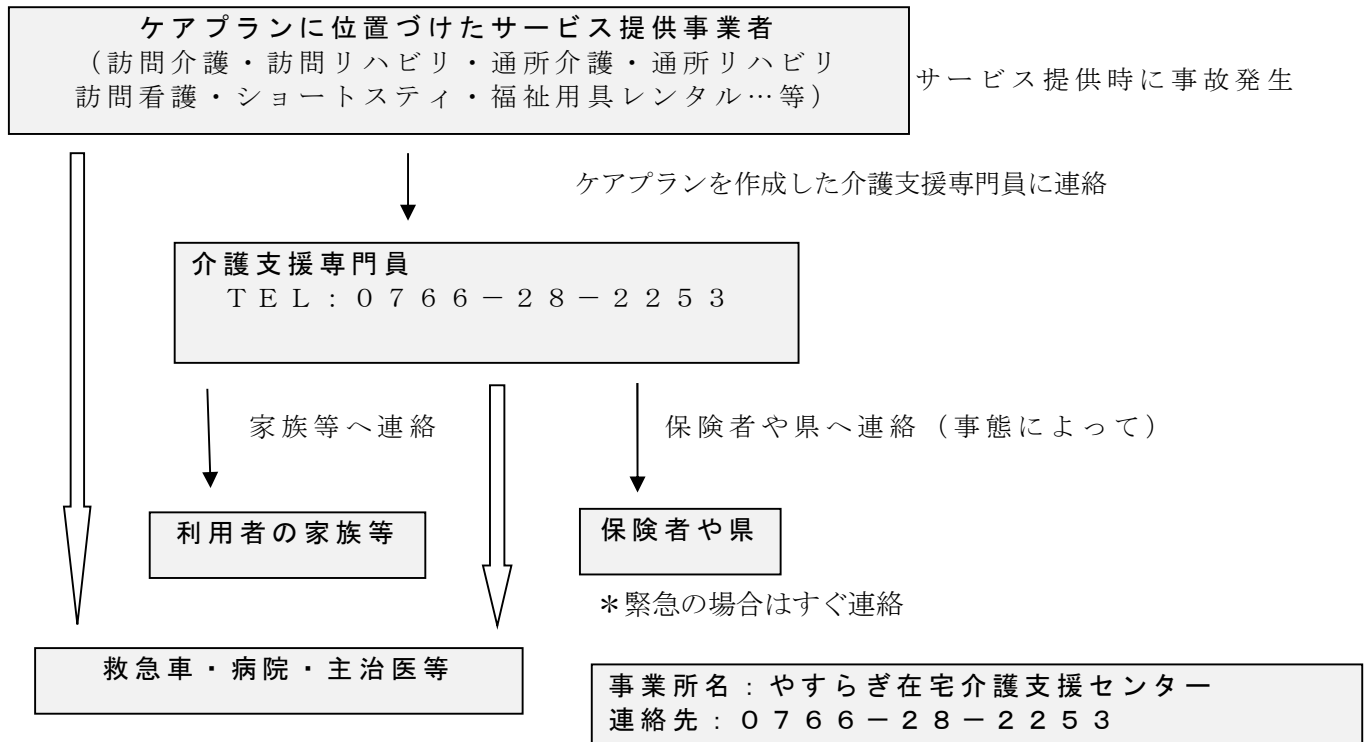 ケアプランに位置づけたサービス提供事業者
（訪問介護・訪問リハビリ・通所介護・通所リハビリ
訪問看護・ショートスティ・福祉用具レンタル…等）
サービス提供時に事故発生
ケアプランを作成した介護支援専門員に連絡
介護支援専門員
ＴＥＬ：０７６６－２８－２２５３
家族等へ連絡
保険者や県へ連絡（事態によって）
利用者の家族等
保険者や県
＊緊急の場合はすぐ連絡
救急車・病院・主治医等
事業所名：やすらぎ在宅介護支援センター
連絡先：０７６６－２８－２２５３